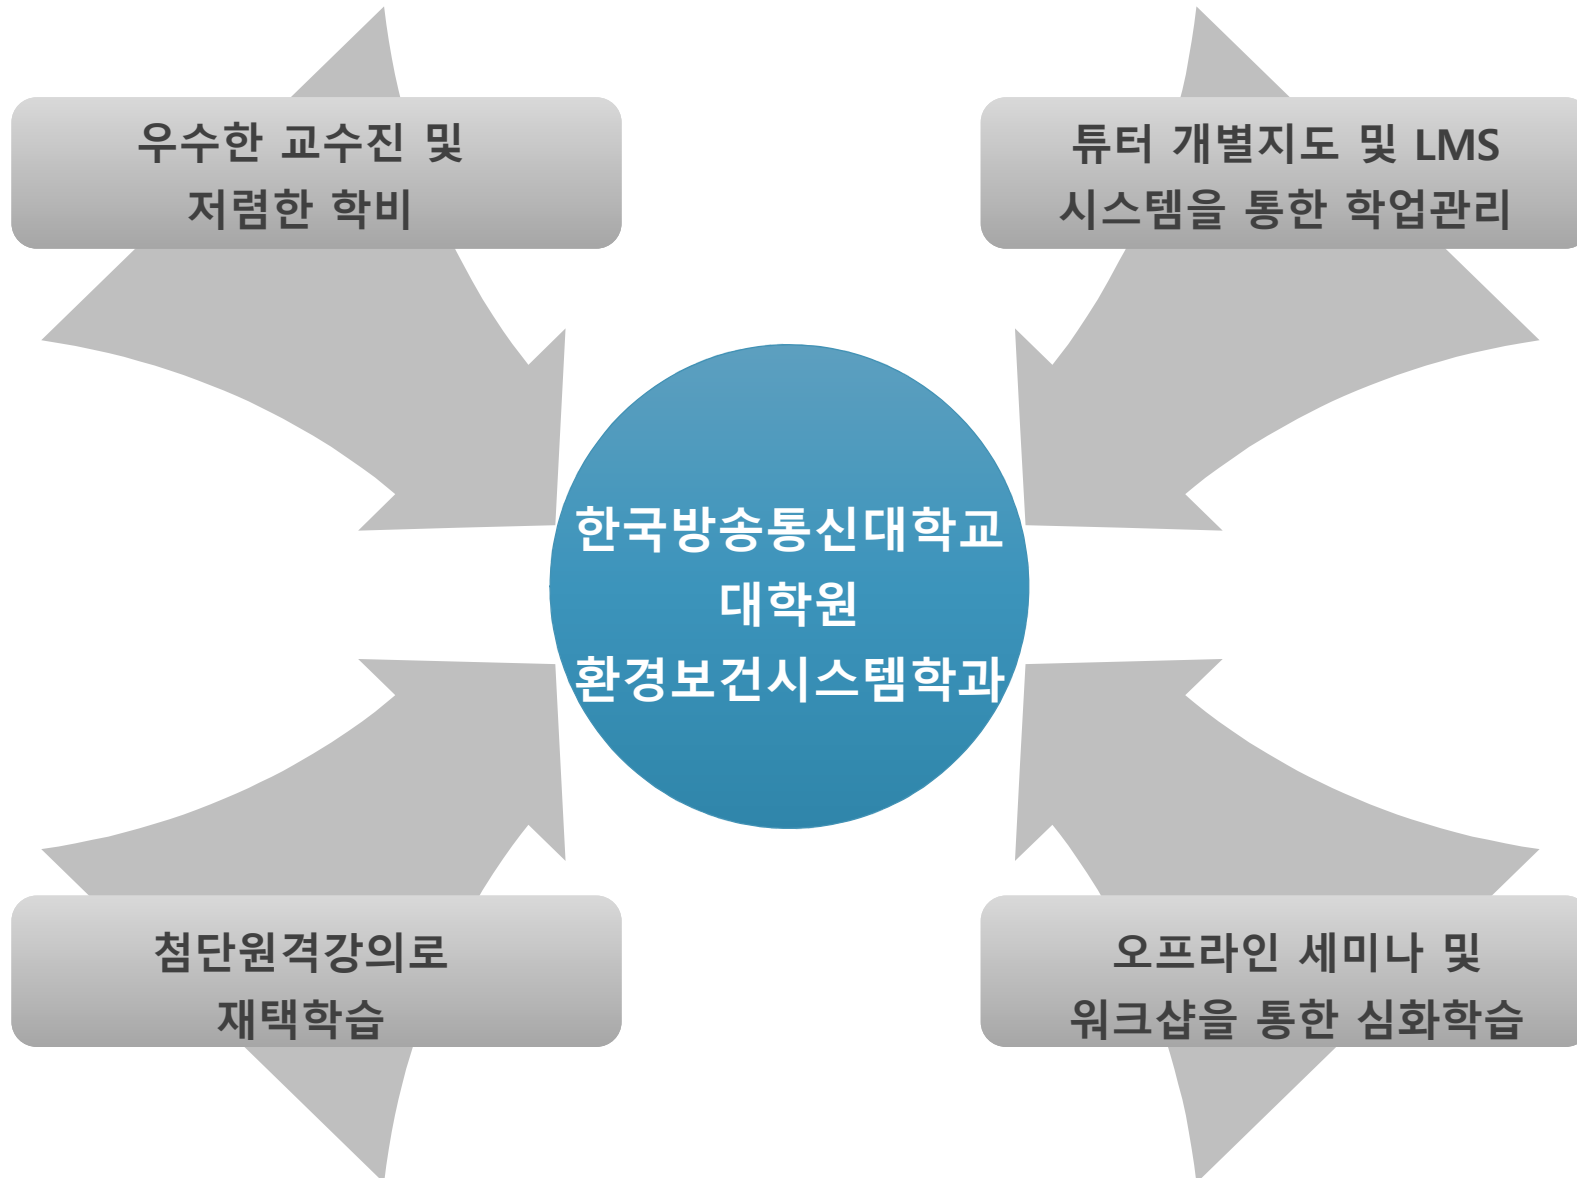 우수한 교수진 및
저렴한 학비
튜터 개별지도 및 LMS
시스템을 통한 학업관리
한국방송통신대학교
대학원
환경보건시스템학과
첨단원격강의로
재택학습
오프라인 세미나 및
워크샵을 통한 심화학습